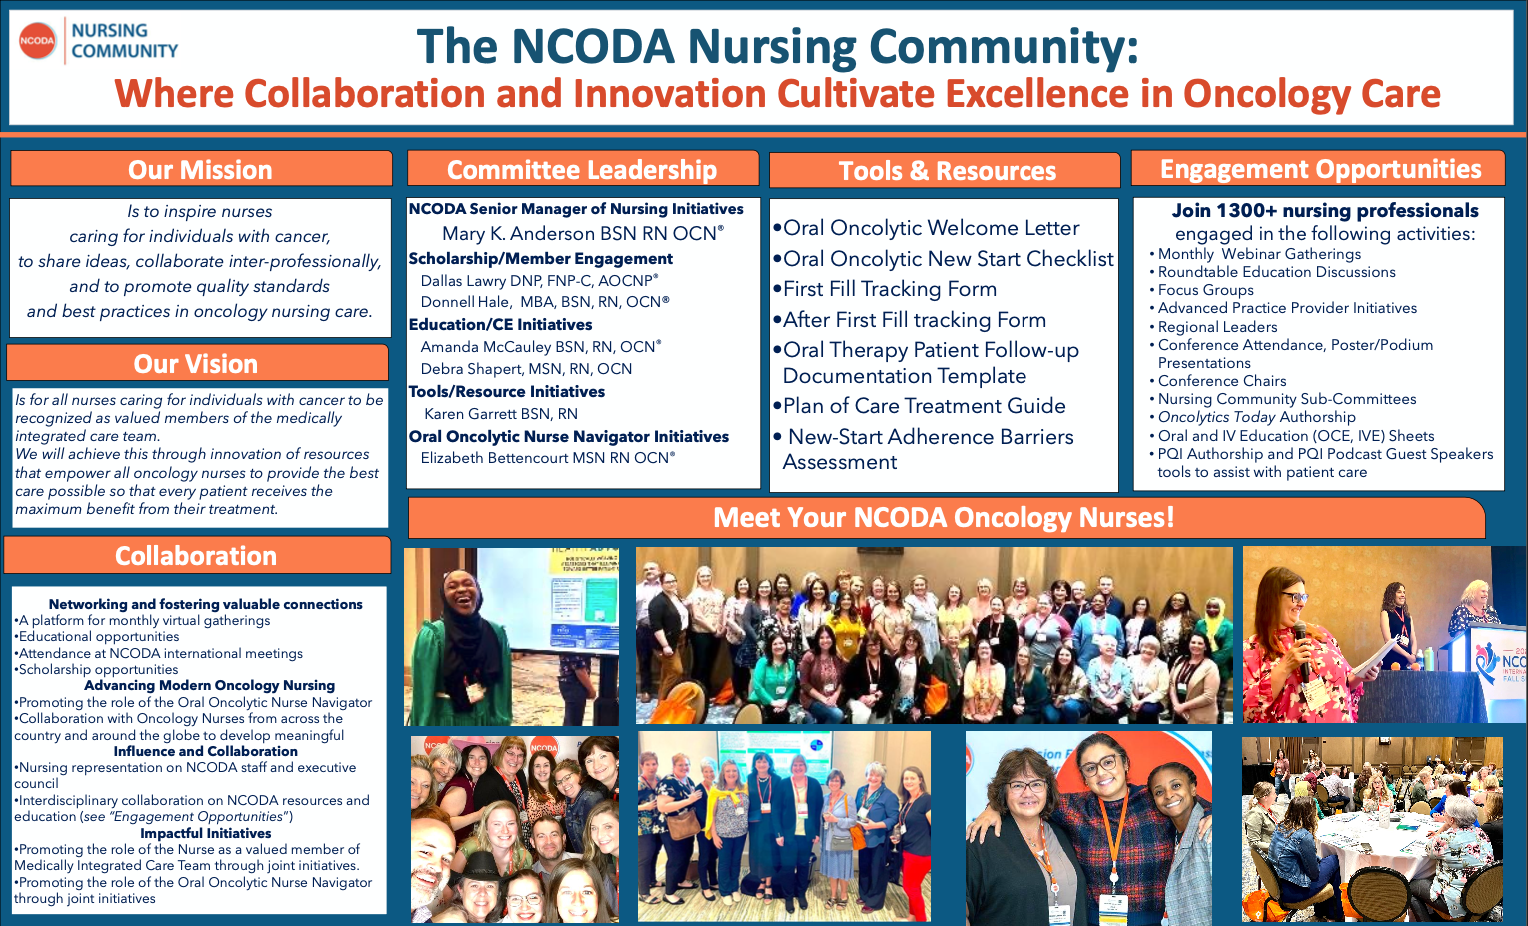 NCODA
NURSING
COMMUNITY
The NCODA Nursing Community:
Where Collaboration and Innovation Cultivate Excellence in Oncology Care
Our Mission
Is to inspire nurses
caring for individuals with cancer,
to share ideas, collaborate inter-professionally,
and to promote quality standards
and best practices in oncology nursing care.
Our Vision
Is for all nurses caring for individuals with cancer to be
recognized as valued members of the medically
integrated care team.
We will achieve this through innovation of resources
that empower all oncology nurses to provide the best
care possible so that every patient receives the
maximum benefit from their treatment.
Collaboration
Networking and fostering valuable connections
•A platform for monthly virtual gatherings
•Educational opportunities
•Attendance at NCODA international meetings
•Scholarship opportunities
Advancing Modern Oncology Nursing
•Promoting the role of the Oral Oncolytic Nurse Navigator
•Collaboration with Oncology Nurses from across the
country and around the globe to develop meaningful
Influence and Collaboration
•Nursing representation on NCODA staff and executive
council
•Interdisciplinary collaboration on NCODA resources and
education (see “Engagement Opportunities”)
Impactful Initiatives
•Promoting the role of the Nurse as a valued member of
Medically Integrated Care Team through joint initiatives.
•Promoting the role of the Oral Oncolytic Nurse Navigator
through joint initiatives
Committee Leadership
NCODA Senior Manager of Nursing Initiatives
Mary K. Anderson BSN RN OCN®
Scholarship/Member Engagement
Dallas Lawry DNP, FNP-C, AOCNP®
Donnell Hale, MBA, BSN, RN, OCN®
Education/CE Initiatives
Amanda McCauley BSN, RN, OCN®
Debra Shapert, MSN, RN, OCN
Tools/Resource Initiatives
Karen Garrett BSN, RN
Oral Oncolytic Nurse Navigator Initiatives
Elizabeth Bettencourt MSN RN OCN®
Tools & Resources
•Oral Oncolytic Welcome Letter
•Oral Oncolytic New Start Checklist
•First Fill Tracking Form
•After First Fill tracking Form
•Oral Therapy Patient Follow-up
Documentation Template
•Plan of Care Treatment Guide
• New-Start Adherence Barriers
Assessment
Engagement Opportunities
Join 1300+ nursing professionals
engaged in the following activities:
• Monthly Webinar Gatherings
• Roundtable Education Discussions
• Focus Groups
• Advanced Practice Provider Initiatives
• Regional Leaders
• Conference Attendance, Poster/Podium
Presentations
• Conference Chairs
• Nursing Community Sub-Committees
• Oncolytics Today Authorship
• Oral and IV Education (OCE, IVE) Sheets
• PQI Authorship and PQI Podcast Guest Speakers
tools to assist with patient care
Meet Your NCODA Oncology Nurses!
NCO
INTERNA
FALL S
NCODA